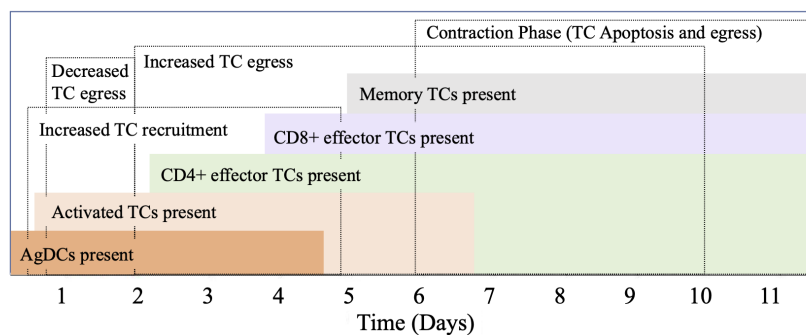 Contraction Phase (TC Apoptosis and egress)
Increased TC egress
Decreased
TC egress
Memory TCs present
Increased TC recruitment
CD8+ effector TCs present
CD4+ effector TCs present
Activated TCs present
AgDCs present
1 2 3 4 5 6 7 8 9 10 11
Time (Days)